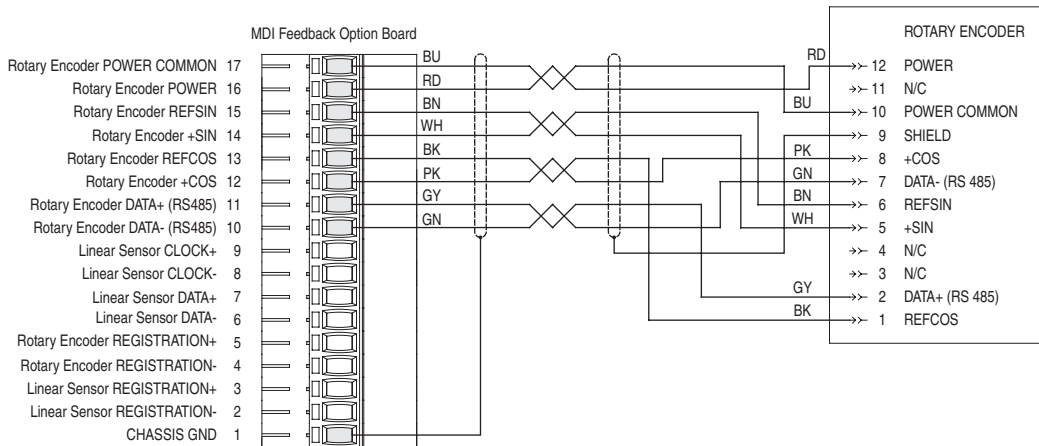 MDI Feedback Option Board
ROTARY ENCODER
Rotary Encoder POWER COMMON 17 BU
Rotary Encoder POWER 16 RD
Rotary Encoder REFSIN 15 BN
Rotary Encoder +SIN 14 WH
Rotary Encoder REFCOS 13 BK
Rotary Encoder +COS 12 PK
Rotary Encoder DATA+ (RS485) 11 GY
Rotary Encoder DATA- (RS485) 10 GN
Linear Sensor CLOCK+ 9
Linear Sensor CLOCK- 8
Linear Sensor DATA+ 7
Linear Sensor DATA- 6
Rotary Encoder REGISTRATION+ 5
Rotary Encoder REGISTRATION- 4
Linear Sensor REGISTRATION+ 3
Linear Sensor REGISTRATION- 2
CHASSIS GND 1
RD 12 POWER
11 N/C
BU 10 POWER COMMON
9 SHIELD
PK 8 +COS
GN 7 DATA- (RS 485)
BN 6 REFSIN
WH 5 +SIN
4 N/C
3 N/C
GY 2 DATA+ (RS 485)
BK 1 REFCOS